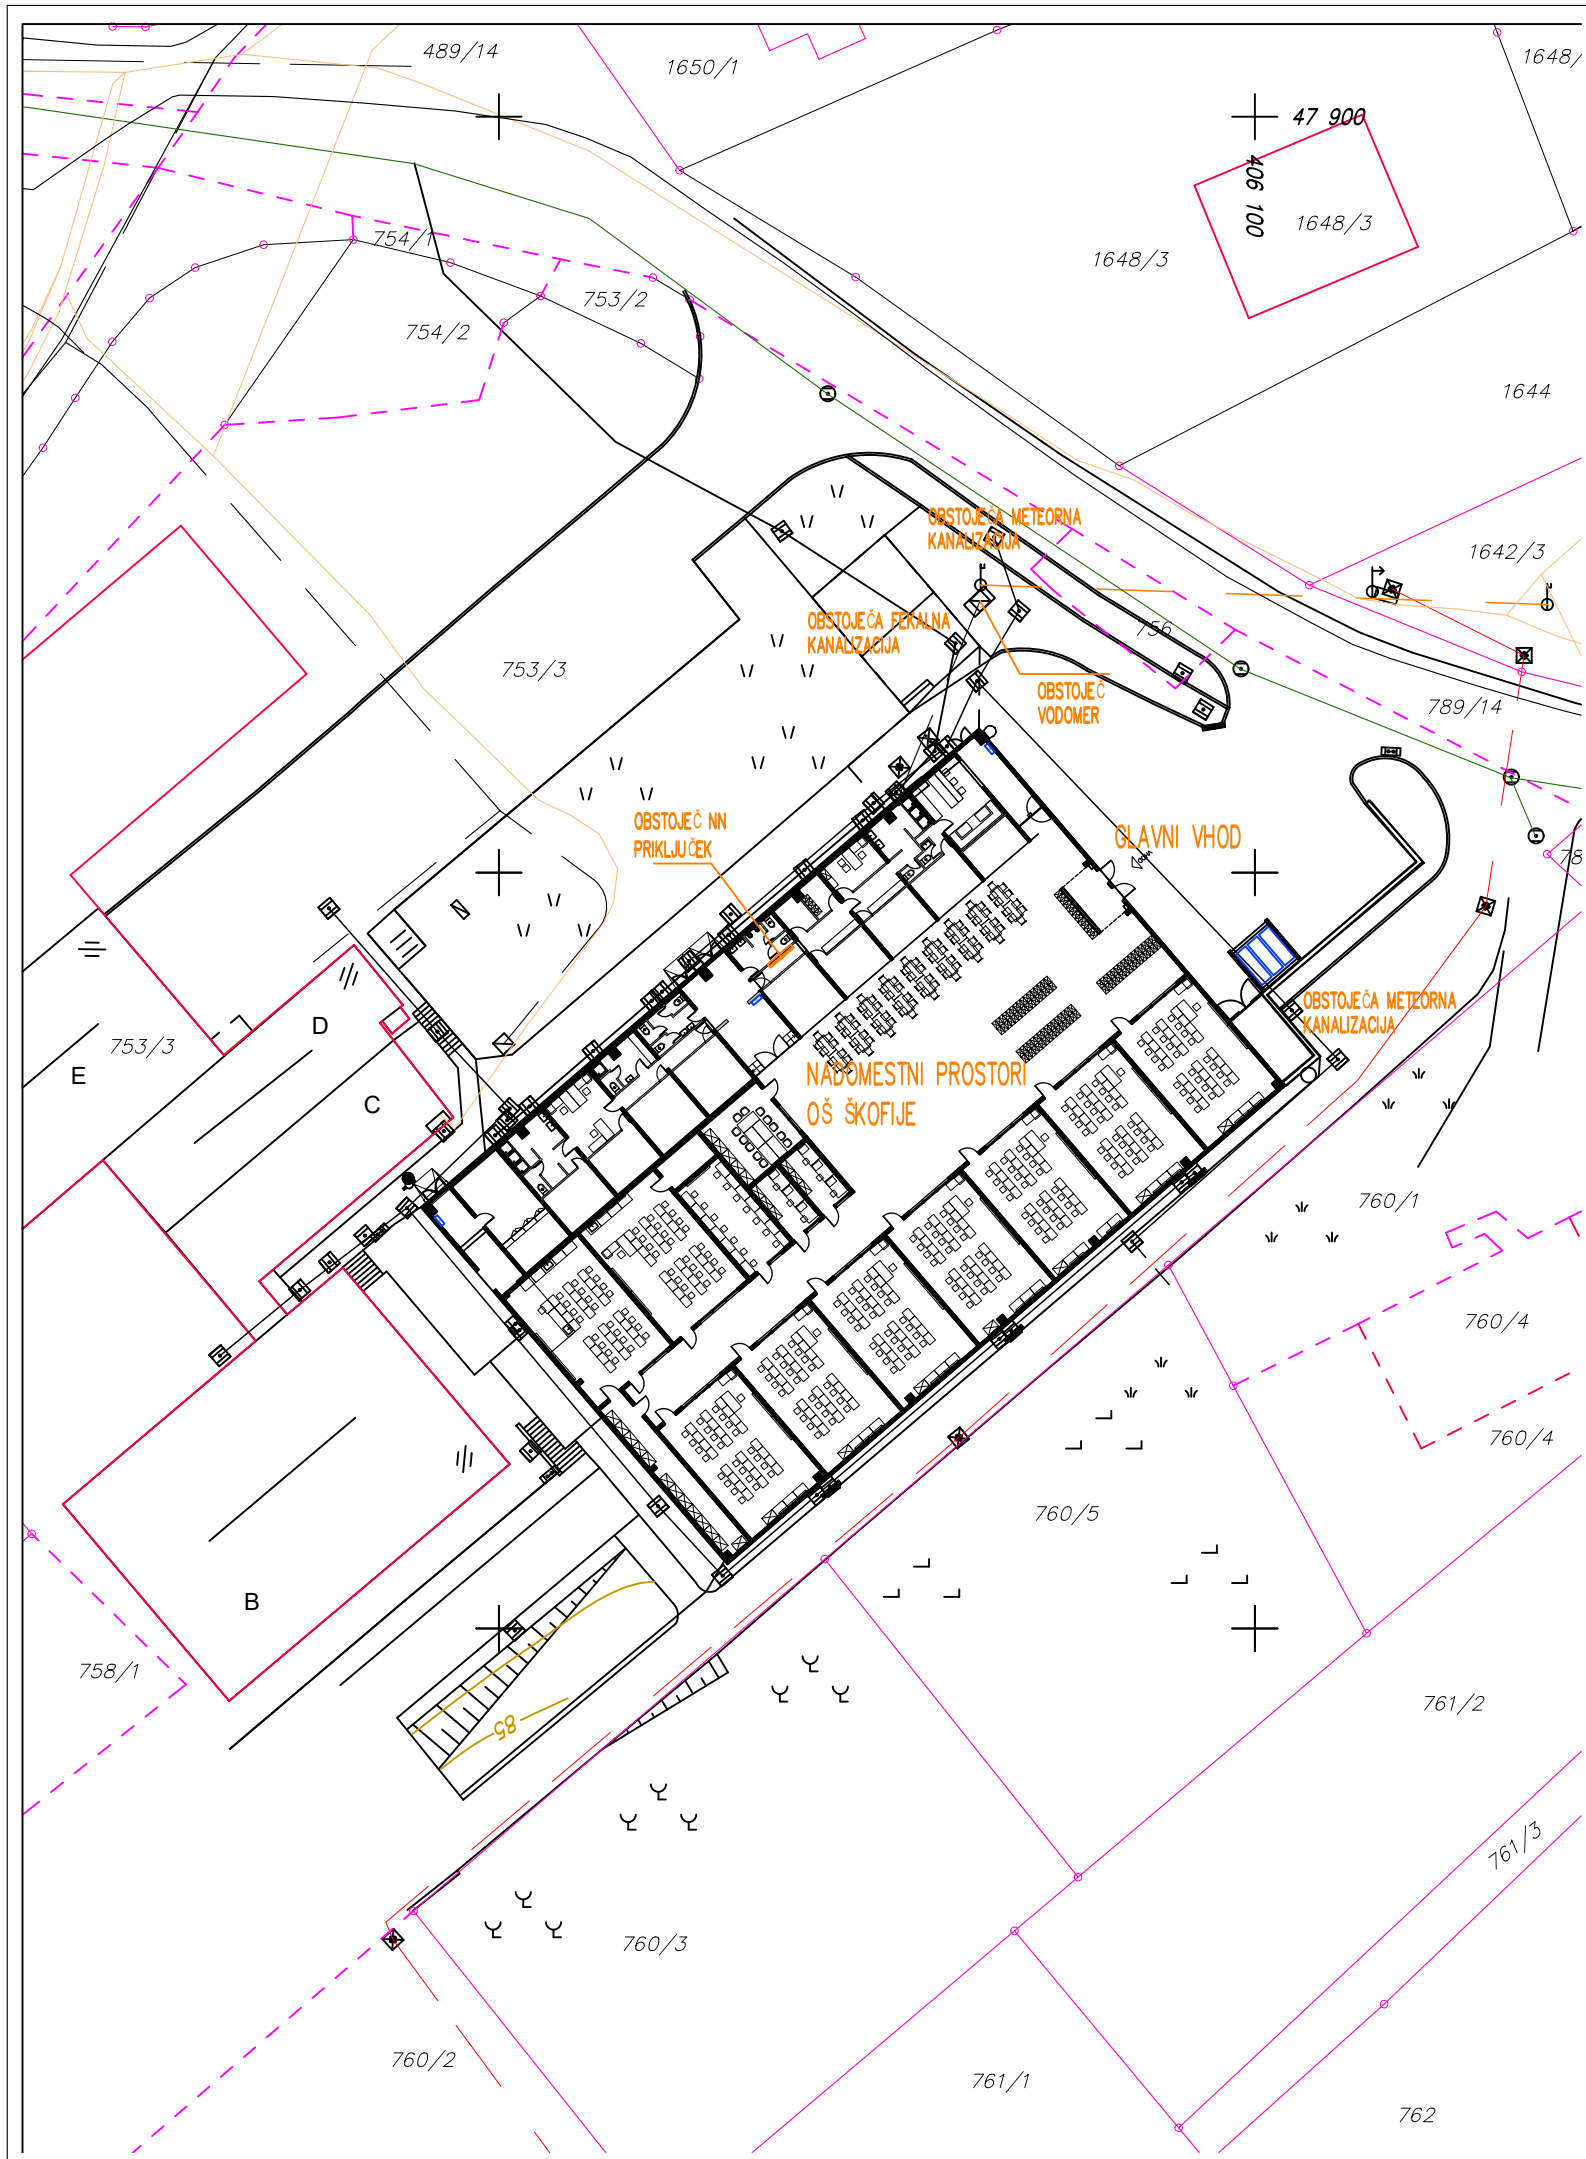 489/14
1650/1
1648/
47 900
406 100
1648/3
1648/3
754/1
753/2
754/2
1644
OBSTOJEČA METEORNA
KANALIZACIJA
1642/3
OBSTOJEČA FEKALNA
KANALIZACIJA
756
753/3
OBSTOJEČ
VODOMER
789/14
OBSTOJEČ NN
PRIKLJUČEK
GLAVNI VHOD
78
OBSTOJEČA METEORNA
KANALIZACIJA
D
753/3
E
C
NADOMESTNI PROSTORI
OŠ ŠKOFIJE
760/1
760/4
760/4
760/5
B
758/1
85
761/2
761/3
760/3
760/2
761/1
762